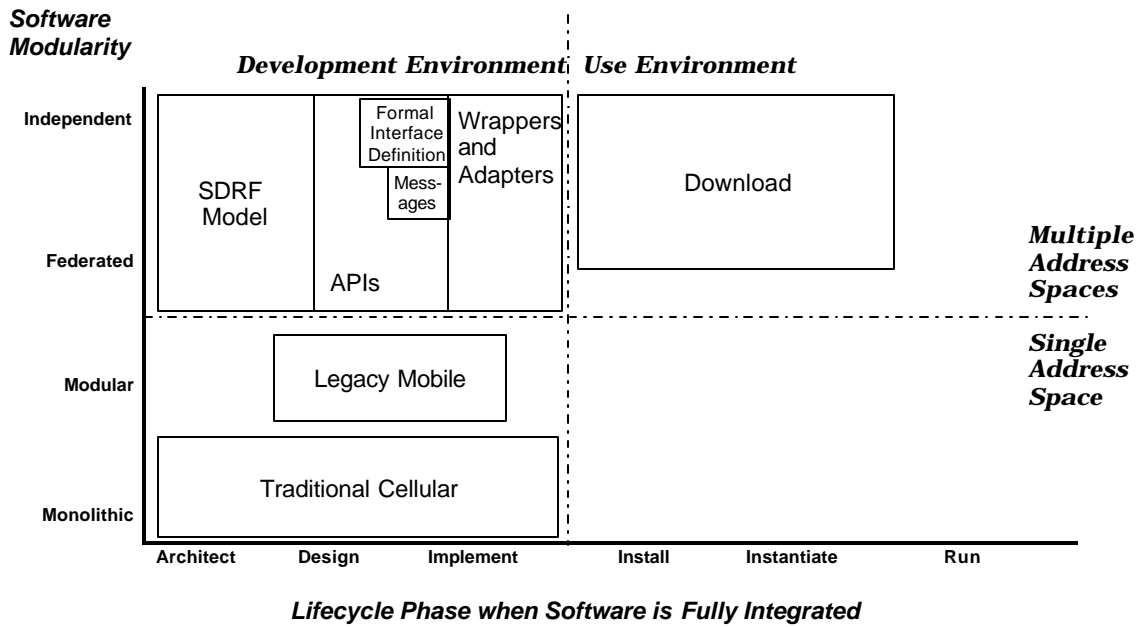 Software
Modularity
Development Environment
Use Environment
Independent
Federated
Modular
Monolithic
SDRF
Model
APIs
Formal
Interface
Definition
Mess-
ages
Wrappers
and
Adapters
Download
Multiple
Address
Spaces
Single
Address
Space
Legacy Mobile
Traditional Cellular
Architect
Design
Implement
Install
Instantiate
Run
Lifecycle Phase when Software is Fully Integrated